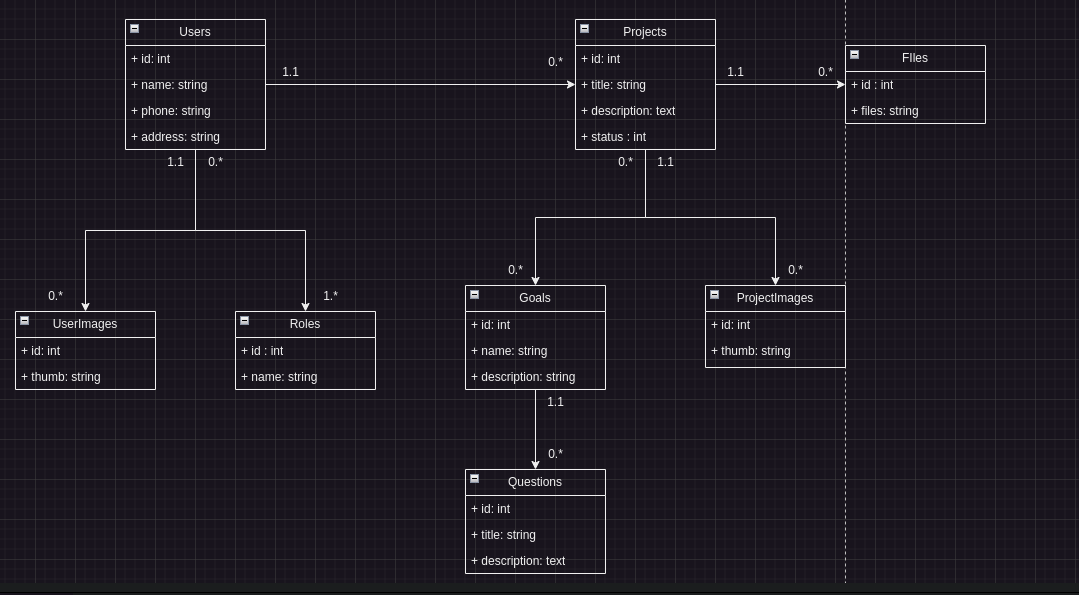 Users
+ id: int
+ name: string
+ phone: string
+ address: string
1.1
0.*
Projects
+ id: int
+ title: string
+ description: text
+ status : int
1.1
0.*
FIles
+ id : int
+ files: string
1.1
0.*
0.*
1.1
0.*
1.*
0.*
0.*
UserImages
+ id: int
+ thumb: string
Roles
+ id : int
+ name: string
Goals
+ id: int
+ name: string
+ description: string
ProjectImages
+ id: int
+ thumb: string
1.1
0.*
Questions
+ id: int
+ title: string
+ description: text